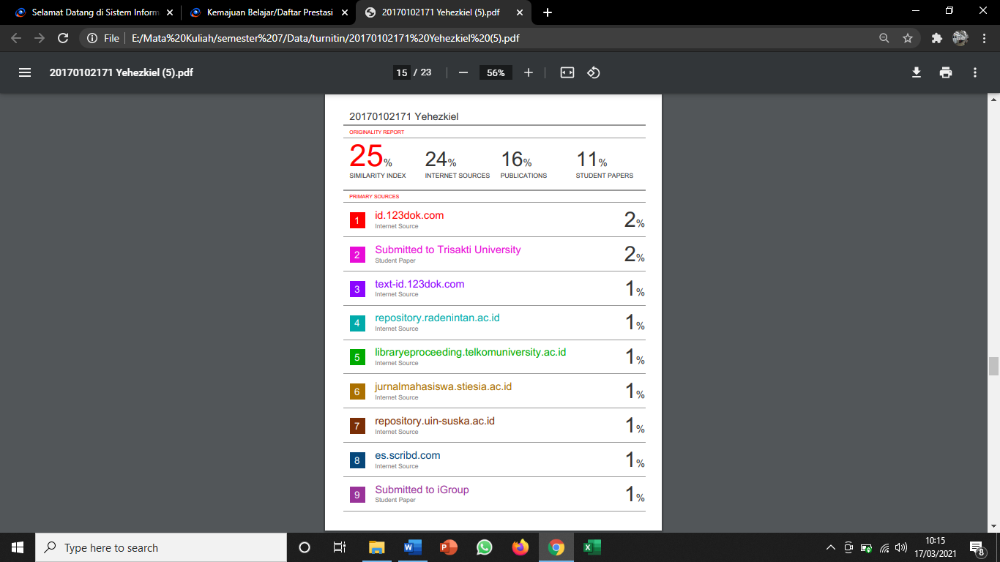 Selamat Datang di Sistem Inform
Kemajuan Belajar/Daftar Prestasi
20170102171 Yehezkiel (5).pdf
File
E:/Mata%20Kuliah/semester%207/Data/turnitin/20170102171%20Yehezkiel%20(5).pdf
20170102171 Yehezkiel (5).pdf
15 / 23
56%
20170102171 Yehezkiel
ORIGINALITY REPORT
25% 24% 16% 11%
SIMILARITY INDEX INTERNET SOURCES PUBLICATIONS STUDENT PAPERS
PRIMARY SOURCES
1 id.123dok.com 2%
Internet Source
2 Submitted to Trisakti University 2%
Student Paper
3 text-id.123dok.com 1%
Internet Source
4 repository.radenintan.ac.id 1%
Internet Source
5 libraryeproceeding.telkomuniversity.ac.id 1%
Internet Source
6 jurnalmahasiswa.stiesia.ac.id 1%
Internet Source
7 repository.uin-suska.ac.id 1%
Internet Source
8 es.scribd.com 1%
Internet Source
9 Submitted to iGroup 1%
Student Paper
Type here to search
10:15
17/03/2021
8